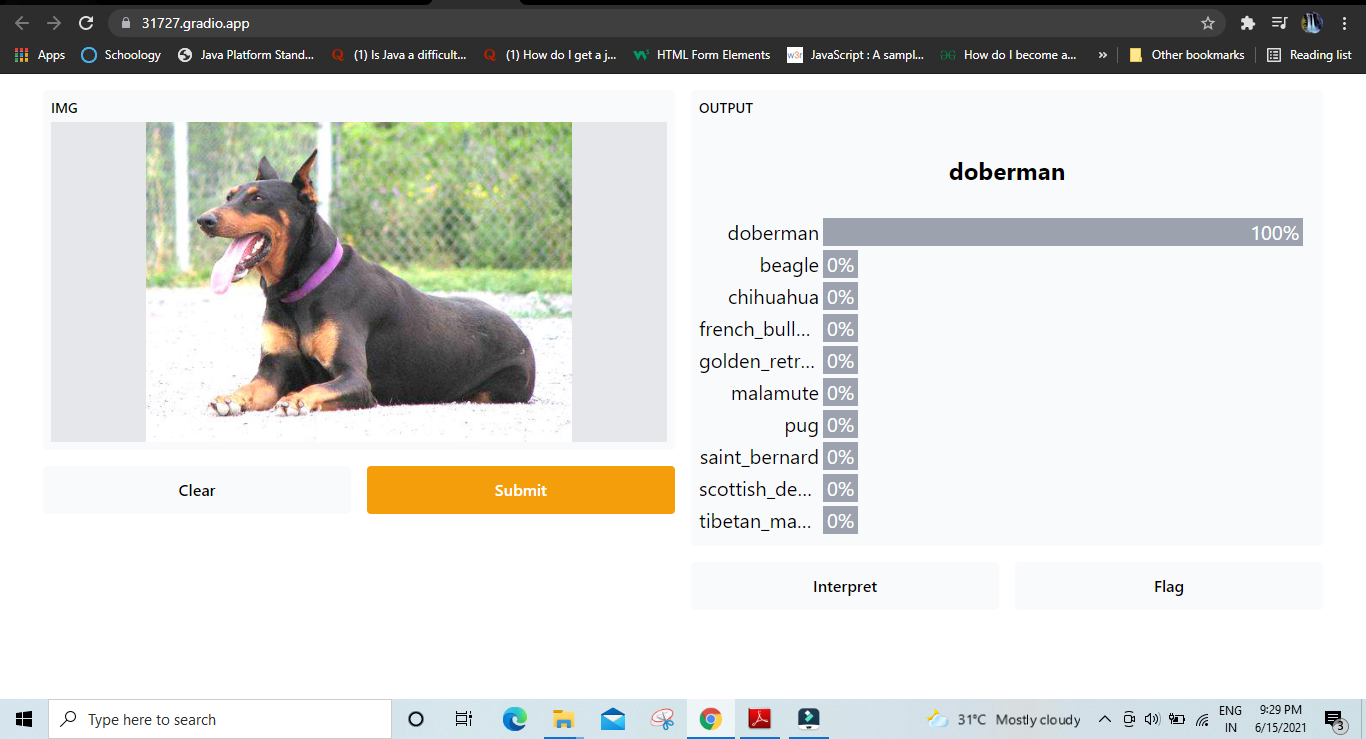 31727.gradio.app
Apps
Schoology
Java Platform Stand...
(1) Is Java a difficult...
(1) How do I get a j...
HTML Form Elements
w3r
JavaScript : A sampl...
How do I become a...
»
Other bookmarks
Reading list
IMG
OUTPUT
doberman
doberman 100%
beagle 0%
chihuahua 0%
french_bull... 0%
golden_retr... 0%
malamute 0%
pug 0%
saint_bernard 0%
scottish_de... 0%
tibetan_ma... 0%
Clear
Submit
Interpret
Flag
Type here to search
31°C Mostly cloudy
ENG
IN
9:29 PM
6/15/2021
3